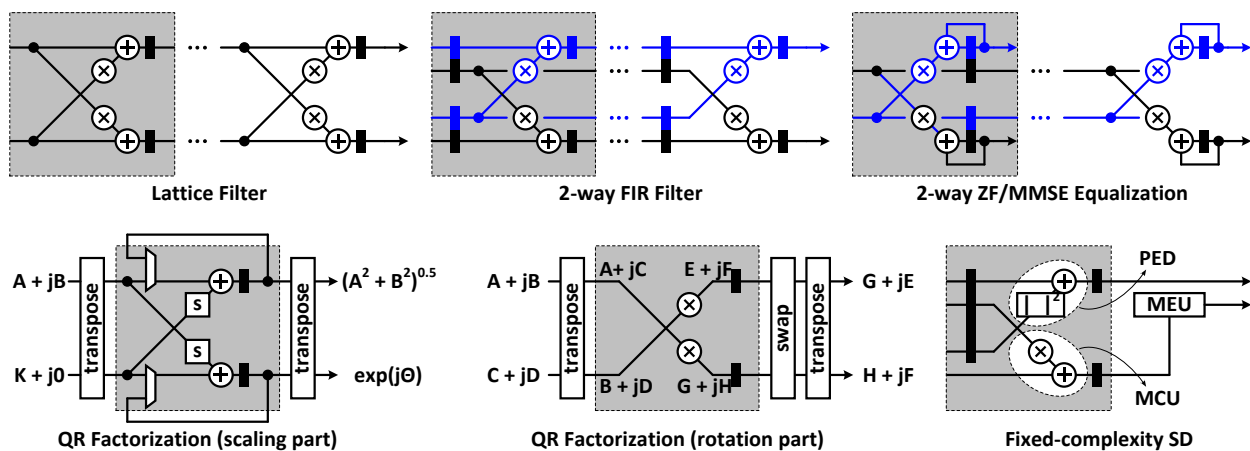 ...
...
...
Lattice Filter
2-way FIR Filter
2-way ZF/MMSE Equalization
A + jB
transpose
S
S
transpose
(A² + B²)⁰·⁵
K + j0
exp(jΘ)
QR Factorization (scaling part)
A + jB
transpose
A+ jC
E + jF
swap
transpose
G + jE
C + jD
B + jD
G + jH
H + jF
QR Factorization (rotation part)
| |²
PED
MEU
MCU
Fixed-complexity SD